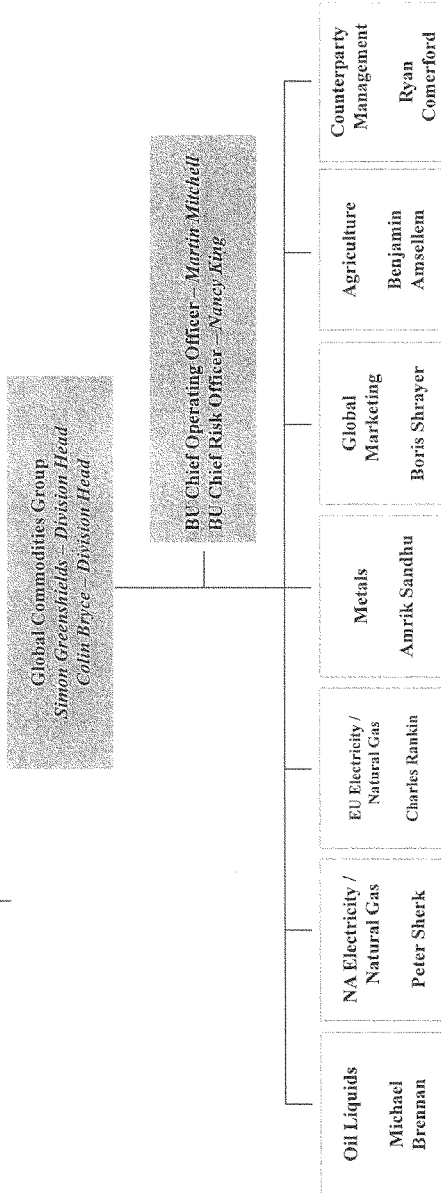 Global Commodities Group
Simon Greenshields – Division Head
Colin Bryce – Division Head
BU Chief Operating Officer – Martin Mitchell
BU Chief Risk Officer – Nancy King
Oil Liquids
Michael
Brennan
NA Electricity /
Natural Gas
Peter Sherk
EU Electricity /
Natural Gas
Charles Rankin
Metals
Amrik Sandhu
Global
Marketing
Boris Shrayer
Agriculture
Benjamin
Amsellem
Counterparty
Management
Ryan
Comerford